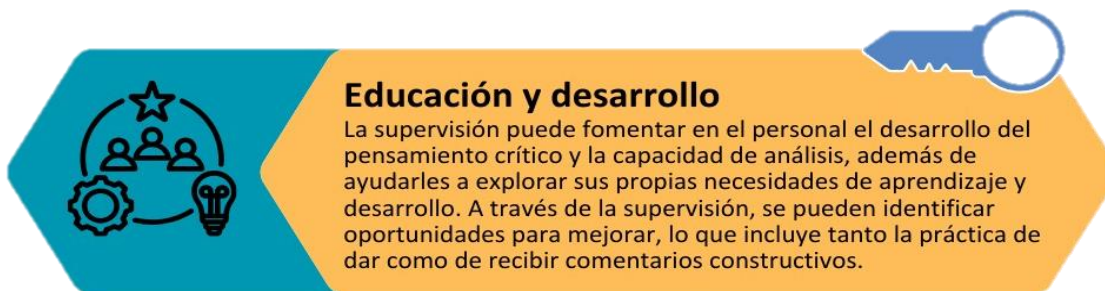 Educación y desarrollo
La supervisión puede fomentar en el personal el desarrollo del
pensamiento crítico y la capacidad de análisis, además de
ayudarles a explorar sus propias necesidades de aprendizaje y
desarrollo. A través de la supervisión, se pueden identificar
oportunidades para mejorar, lo que incluye tanto la práctica de
dar como de recibir comentarios constructivos.